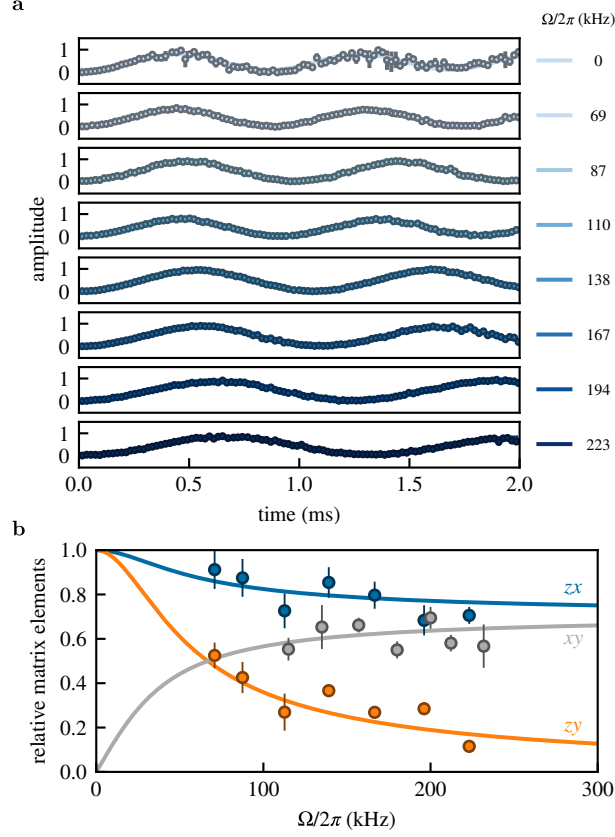 a
Ω/2π (kHz)
1
0
0
1
0
69
1
0
87
1
0
110
1
0
138
1
0
167
1
0
194
1
0
223
amplitude
0.0 0.5 1.0 1.5 2.0
time (ms)
b
relative matrix elements
1.0
0.8
0.6
0.4
0.2
0.0
zx
xy
zy
0 100 200 300
Ω/2π (kHz)